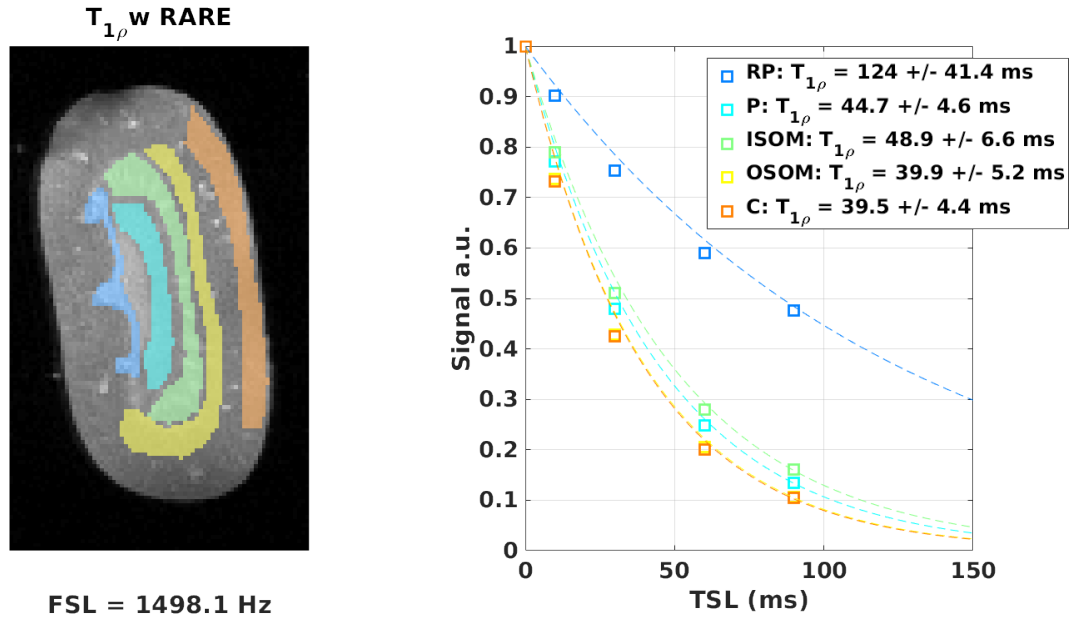 T1ρw RARE
FSL = 1498.1 Hz
Signal a.u.
1
0.9
0.8
0.7
0.6
0.5
0.4
0.3
0.2
0.1
0
0 50 100 150
TSL (ms)
RP: T1ρ = 124 +/- 41.4 ms
P: T1ρ = 44.7 +/- 4.6 ms
ISOM: T1ρ = 48.9 +/- 6.6 ms
OSOM: T1ρ = 39.9 +/- 5.2 ms
C: T1ρ = 39.5 +/- 4.4 ms